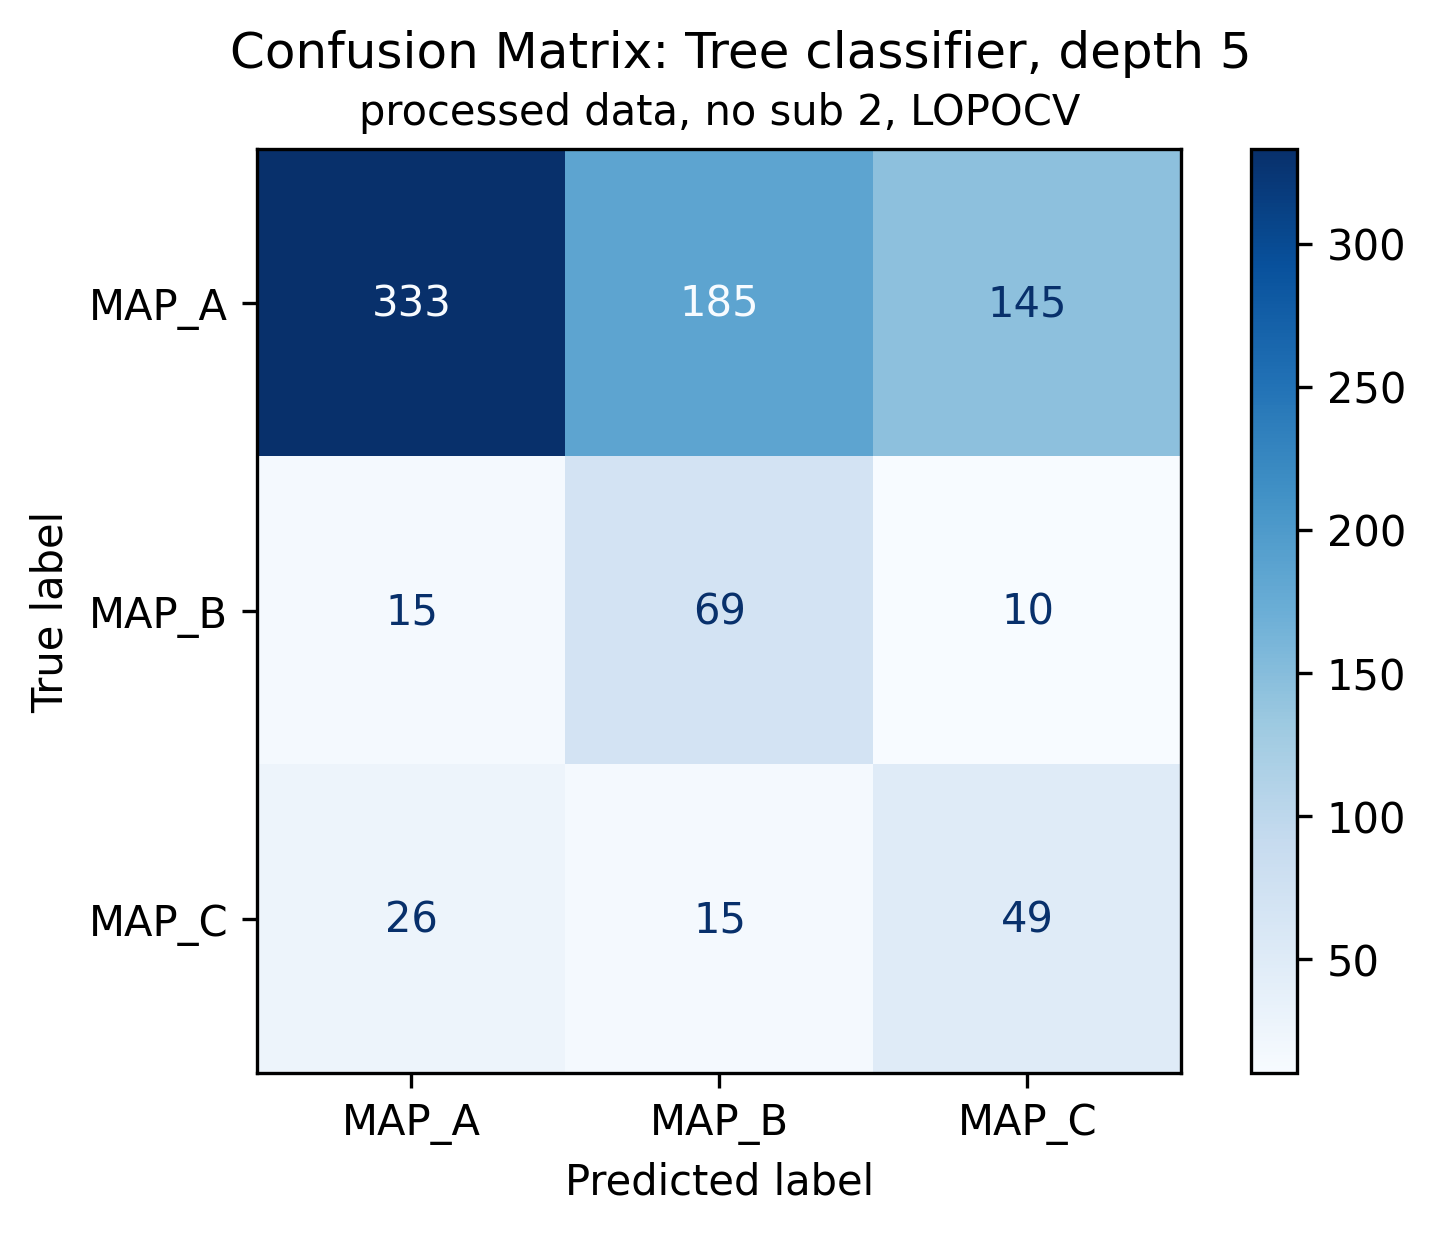 Confusion Matrix: Tree classifier, depth 5
processed data, no sub 2, LOPOCV
True label
MAP_A
333
185
145
MAP_B
15
69
10
MAP_C
26
15
49
MAP_A
MAP_B
MAP_C
Predicted label
300
250
200
150
100
50